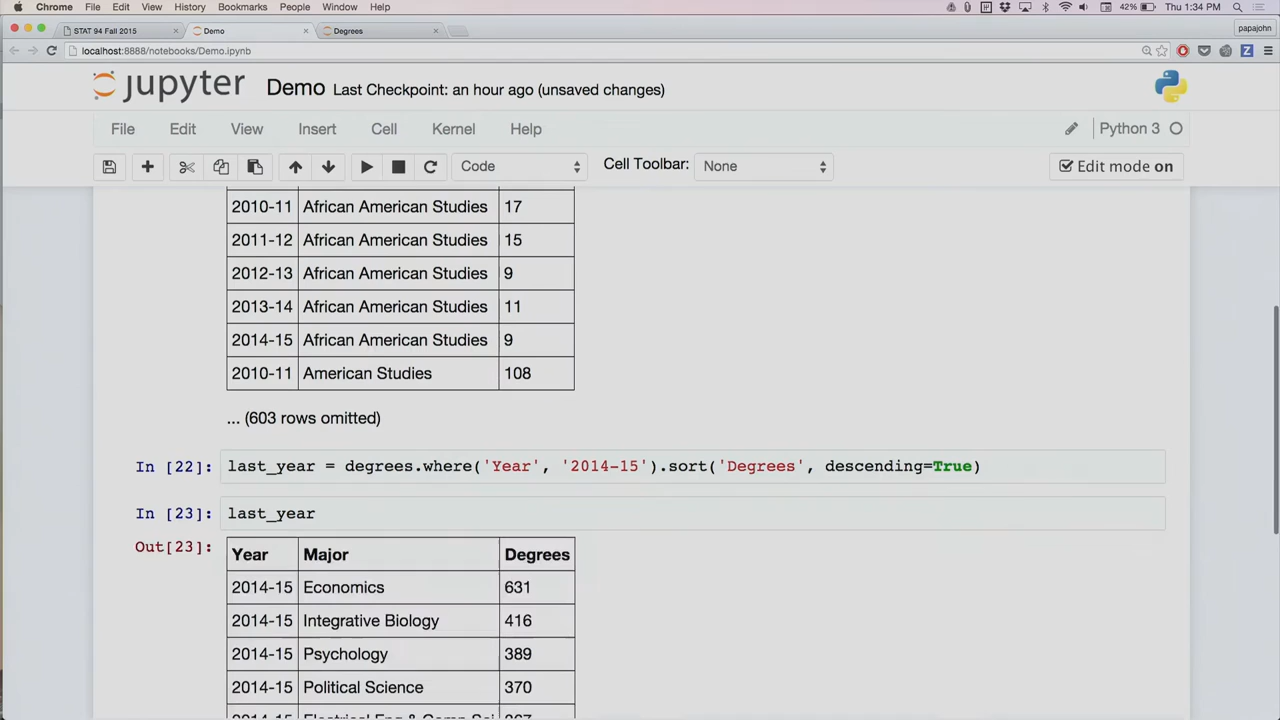 Chrome File Edit View History Bookmarks People Window Help 42% Thu 1:34 PM
STAT 94 Fall 2015 Demo Degrees papajohn
localhost:8888/notebooks/Demo.ipynb
jupyter Demo Last Checkpoint: an hour ago (unsaved changes)
File Edit View Insert Cell Kernel Help Python 3
Code Cell Toolbar: None Edit mode on
2010-11 African American Studies 17
2011-12 African American Studies 15
2012-13 African American Studies 9
2013-14 African American Studies 11
2014-15 African American Studies 9
2010-11 American Studies 108
... (603 rows omitted)
In [22]: last_year = degrees.where('Year', '2014-15').sort('Degrees', descending=True)
In [23]: last_year
Out[23]:
Year Major Degrees
2014-15 Economics 631
2014-15 Integrative Biology 416
2014-15 Psychology 389
2014-15 Political Science 370